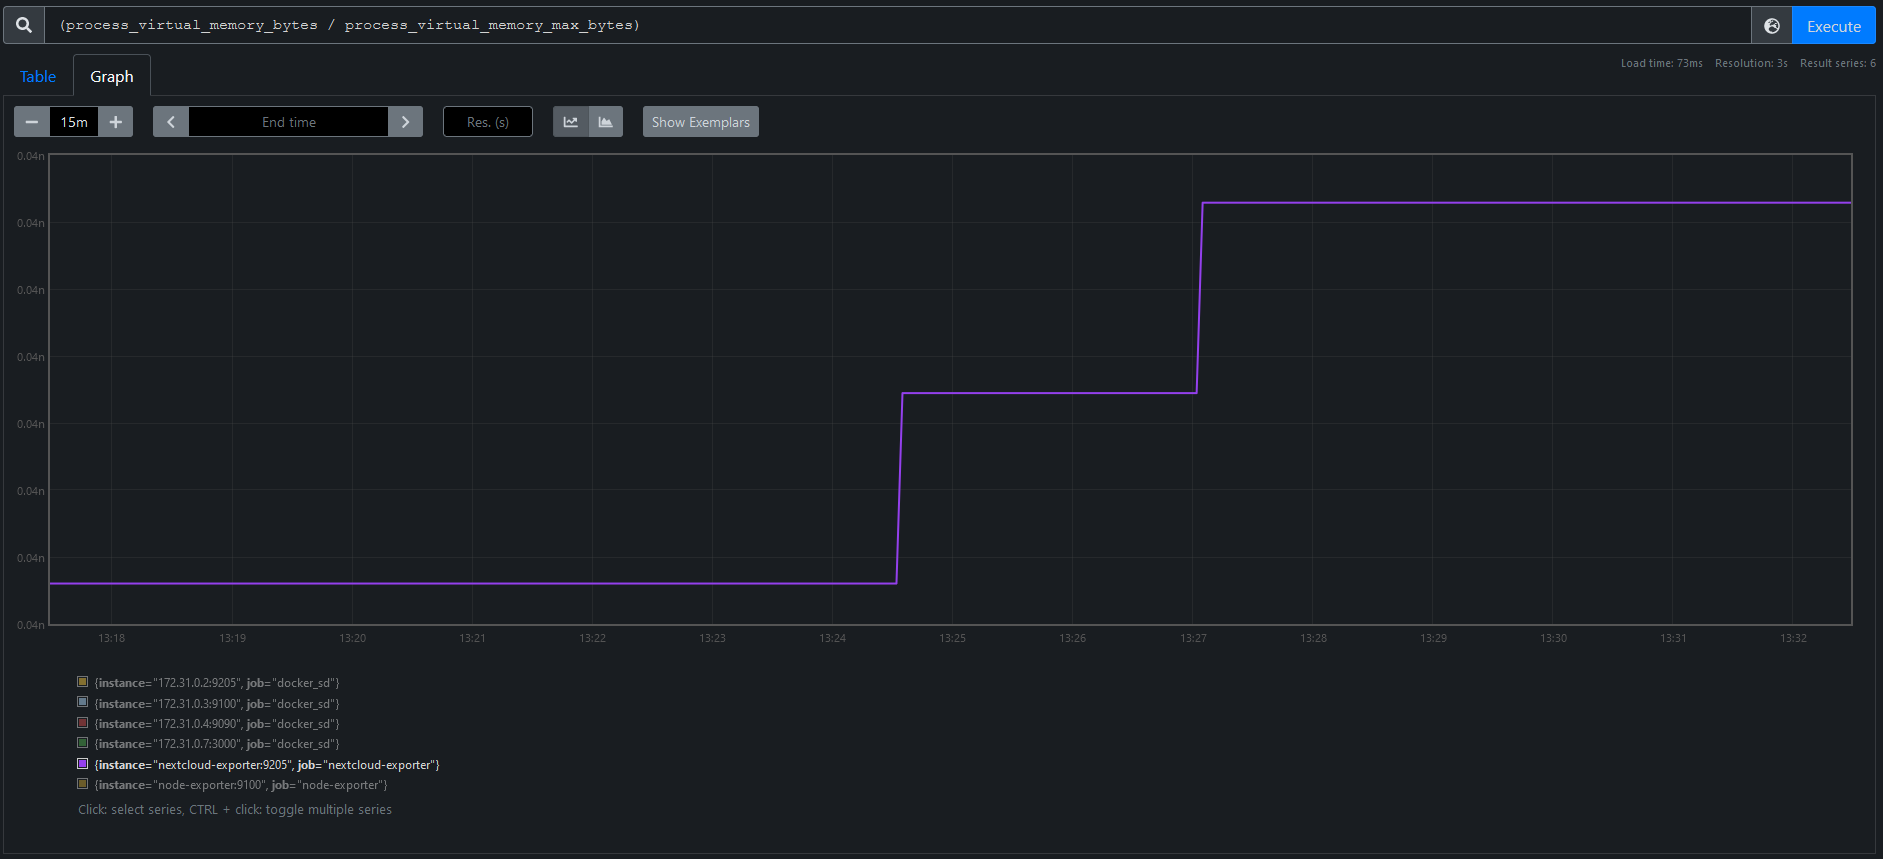 (process_virtual_memory_bytes / process_virtual_memory_max_bytes)
Execute
Table
Graph
Load time: 73ms Resolution: 3s Result series: 6
15m
End time
Res. (s)
Show Exemplars
0.04n
0.04n
0.04n
0.04n
0.04n
0.04n
0.04n
0.04n
13:18 13:19 13:20 13:21 13:22 13:23 13:24 13:25 13:26 13:27 13:28 13:29 13:30 13:31 13:32
{instance="172.31.0.2:9205", job="docker_sd"}
{instance="172.31.0.3:9100", job="docker_sd"}
{instance="172.31.0.4:9090", job="docker_sd"}
{instance="172.31.0.7:3000", job="docker_sd"}
{instance="nextcloud-exporter:9205", job="nextcloud-exporter"}
{instance="node-exporter:9100", job="node-exporter"}
Click: select series, CTRL + click: toggle multiple series